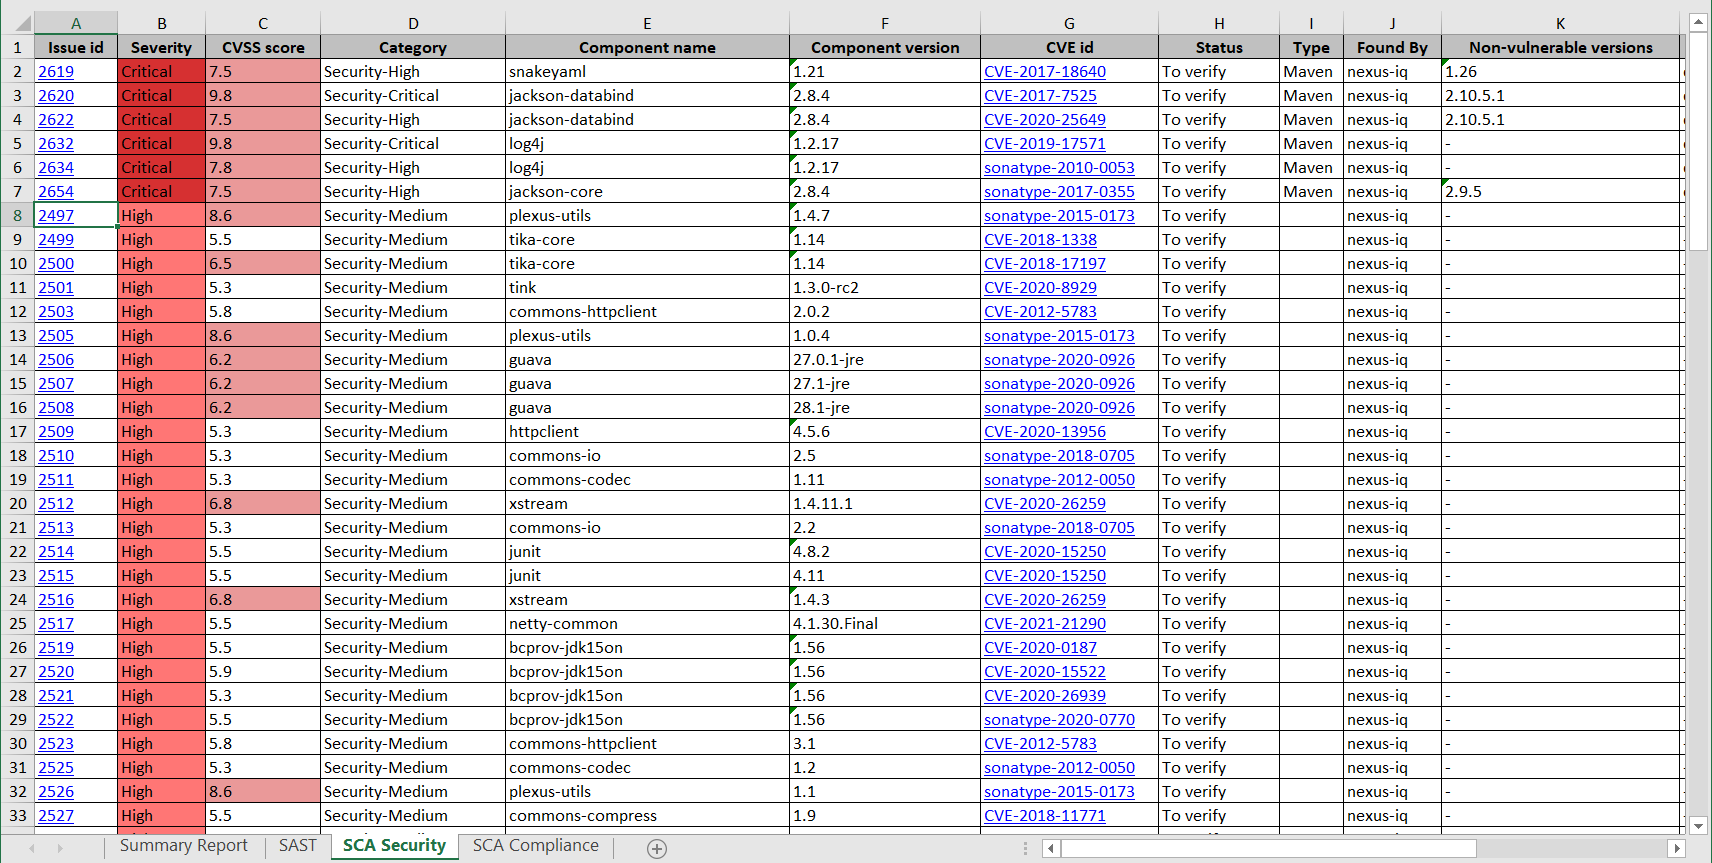 A B C D E F G H I J K
1 Issue id Severity CVSS score Category Component name Component version CVE id Status Type Found By Non-vulnerable versions
2 2619 Critical 7.5 Security-High snakeyaml 1.21 CVE-2017-18640 To verify Maven nexus-iq 1.26
3 2620 Critical 9.8 Security-Critical jackson-databind 2.8.4 CVE-2017-7525 To verify Maven nexus-iq 2.10.5.1
4 2622 Critical 7.5 Security-High jackson-databind 2.8.4 CVE-2020-25649 To verify Maven nexus-iq 2.10.5.1
5 2632 Critical 9.8 Security-Critical log4j 1.2.17 CVE-2019-17571 To verify Maven nexus-iq -
6 2634 Critical 7.8 Security-High log4j 1.2.17 sonatype-2010-0053 To verify Maven nexus-iq -
7 2654 Critical 7.5 Security-High jackson-core 2.8.4 sonatype-2017-0355 To verify Maven nexus-iq 2.9.5
8 2497 High 8.6 Security-Medium plexus-utils 1.4.7 sonatype-2015-0173 To verify nexus-iq -
9 2499 High 5.5 Security-Medium tika-core 1.14 CVE-2018-1338 To verify nexus-iq -
10 2500 High 6.5 Security-Medium tika-core 1.14 CVE-2018-17197 To verify nexus-iq -
11 2501 High 5.3 Security-Medium tink 1.3.0-rc2 CVE-2020-8929 To verify nexus-iq -
12 2503 High 5.8 Security-Medium commons-httpclient 2.0.2 CVE-2012-5783 To verify nexus-iq -
13 2505 High 8.6 Security-Medium plexus-utils 1.0.4 sonatype-2015-0173 To verify nexus-iq -
14 2506 High 6.2 Security-Medium guava 27.0.1-jre sonatype-2020-0926 To verify nexus-iq -
15 2507 High 6.2 Security-Medium guava 27.1-jre sonatype-2020-0926 To verify nexus-iq -
16 2508 High 6.2 Security-Medium guava 28.1-jre sonatype-2020-0926 To verify nexus-iq -
17 2509 High 5.3 Security-Medium httpclient 4.5.6 CVE-2020-13956 To verify nexus-iq -
18 2510 High 5.3 Security-Medium commons-io 2.5 sonatype-2018-0705 To verify nexus-iq -
19 2511 High 5.3 Security-Medium commons-codec 1.11 sonatype-2012-0050 To verify nexus-iq -
20 2512 High 6.8 Security-Medium xstream 1.4.11.1 CVE-2020-26259 To verify nexus-iq -
21 2513 High 5.3 Security-Medium commons-io 2.2 sonatype-2018-0705 To verify nexus-iq -
22 2514 High 5.5 Security-Medium junit 4.8.2 CVE-2020-15250 To verify nexus-iq -
23 2515 High 5.5 Security-Medium junit 4.11 CVE-2020-15250 To verify nexus-iq -
24 2516 High 6.8 Security-Medium xstream 1.4.3 CVE-2020-26259 To verify nexus-iq -
25 2517 High 5.5 Security-Medium netty-common 4.1.30.Final CVE-2021-21290 To verify nexus-iq -
26 2519 High 5.5 Security-Medium bcprov-jdk15on 1.56 CVE-2020-0187 To verify nexus-iq -
27 2520 High 5.9 Security-Medium bcprov-jdk15on 1.56 CVE-2020-15522 To verify nexus-iq -
28 2521 High 5.3 Security-Medium bcprov-jdk15on 1.56 CVE-2020-26939 To verify nexus-iq -
29 2522 High 5.5 Security-Medium bcprov-jdk15on 1.56 sonatype-2020-0770 To verify nexus-iq -
30 2523 High 5.8 Security-Medium commons-httpclient 3.1 CVE-2012-5783 To verify nexus-iq -
31 2525 High 5.3 Security-Medium commons-codec 1.2 sonatype-2012-0050 To verify nexus-iq -
32 2526 High 8.6 Security-Medium plexus-utils 1.1 sonatype-2015-0173 To verify nexus-iq -
33 2527 High 5.5 Security-Medium commons-compress 1.9 CVE-2018-11771 To verify nexus-iq -
Summary Report SAST SCA Security SCA Compliance